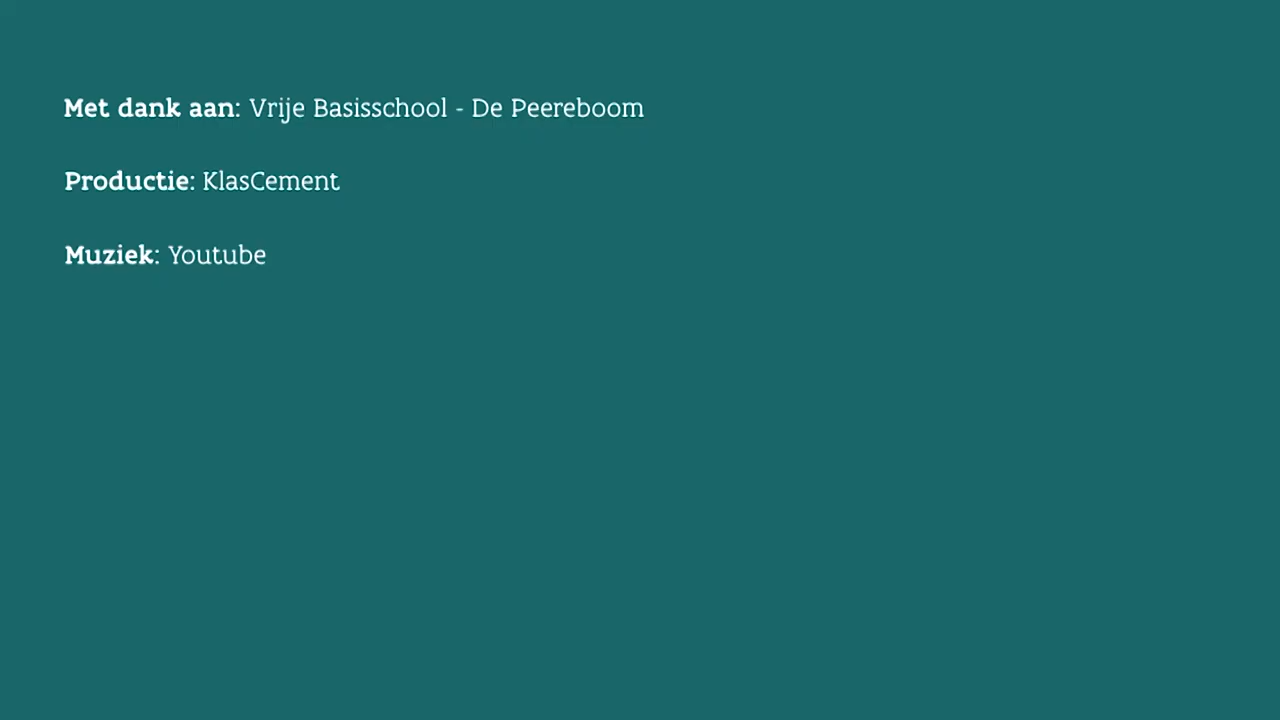 Met dank aan: Vrije Basisschool - De Peereboom
Productie: KlasCement
Muziek: Youtube